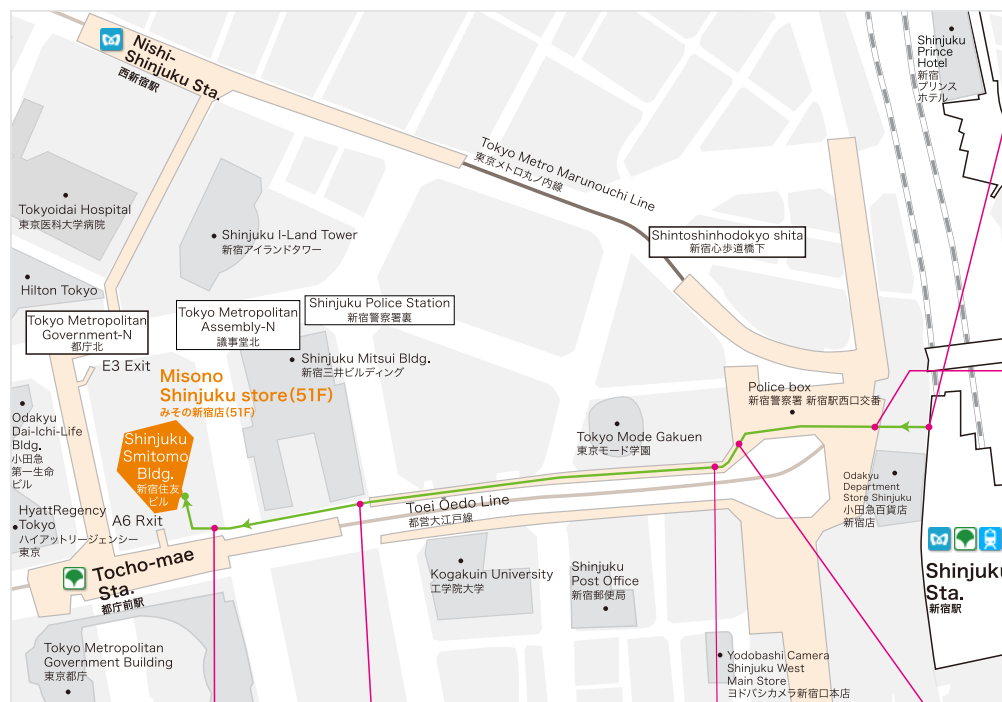 Nishi-
Shinjuku Sta.
西新宿駅
Shinjuku
Prince
Hotel
新宿
プリンス
ホテル
Tokyo Metro Marunouchi Line
東京メトロ丸ノ内線
Tokyoidai Hospital
東京医科大学病院
Shinjuku I-Land Tower
新宿アイランドタワー
Shintoshinhodokyo shita
新宿心歩道橋下
Hilton Tokyo
Tokyo Metropolitan
Government-N
都庁北
Tokyo Metropolitan
Assembly-N
議事堂北
Shinjuku Police Station
新宿警察署裏
E3 Exit
Shinjuku Mitsui Bldg.
新宿三井ビルディング
Misono
Shinjuku store(51F)
みその新宿店(51F)
Police box
新宿警察署 新宿駅西口交番
Odakyu
Dai-Ichi-Life
Bldg.
小田急
第一生命
ビル
Shinjuku
Smitomo
Bldg.
新宿住友
ビル
Tokyo Mode Gakuen
東京モード学園
Odakyu
Department
Store Shinjuku
小田急百貨店
新宿店
Toei Ōedo Line
都営大江戸線
HyattRegency
Tokyo
ハイアットリージェンシー
東京
A6 Rxit
Tocho-mae
Sta.
都庁前駅
Kogakuin University
工学院大学
Shinjuku
Post Office
新宿郵便局
Shinjuku
Sta.
新宿駅
Tokyo Metropolitan
Government Building
東京都庁
Yodobashi Camera
Shinjuku West
Main Store
ヨドバシカメラ新宿口本店